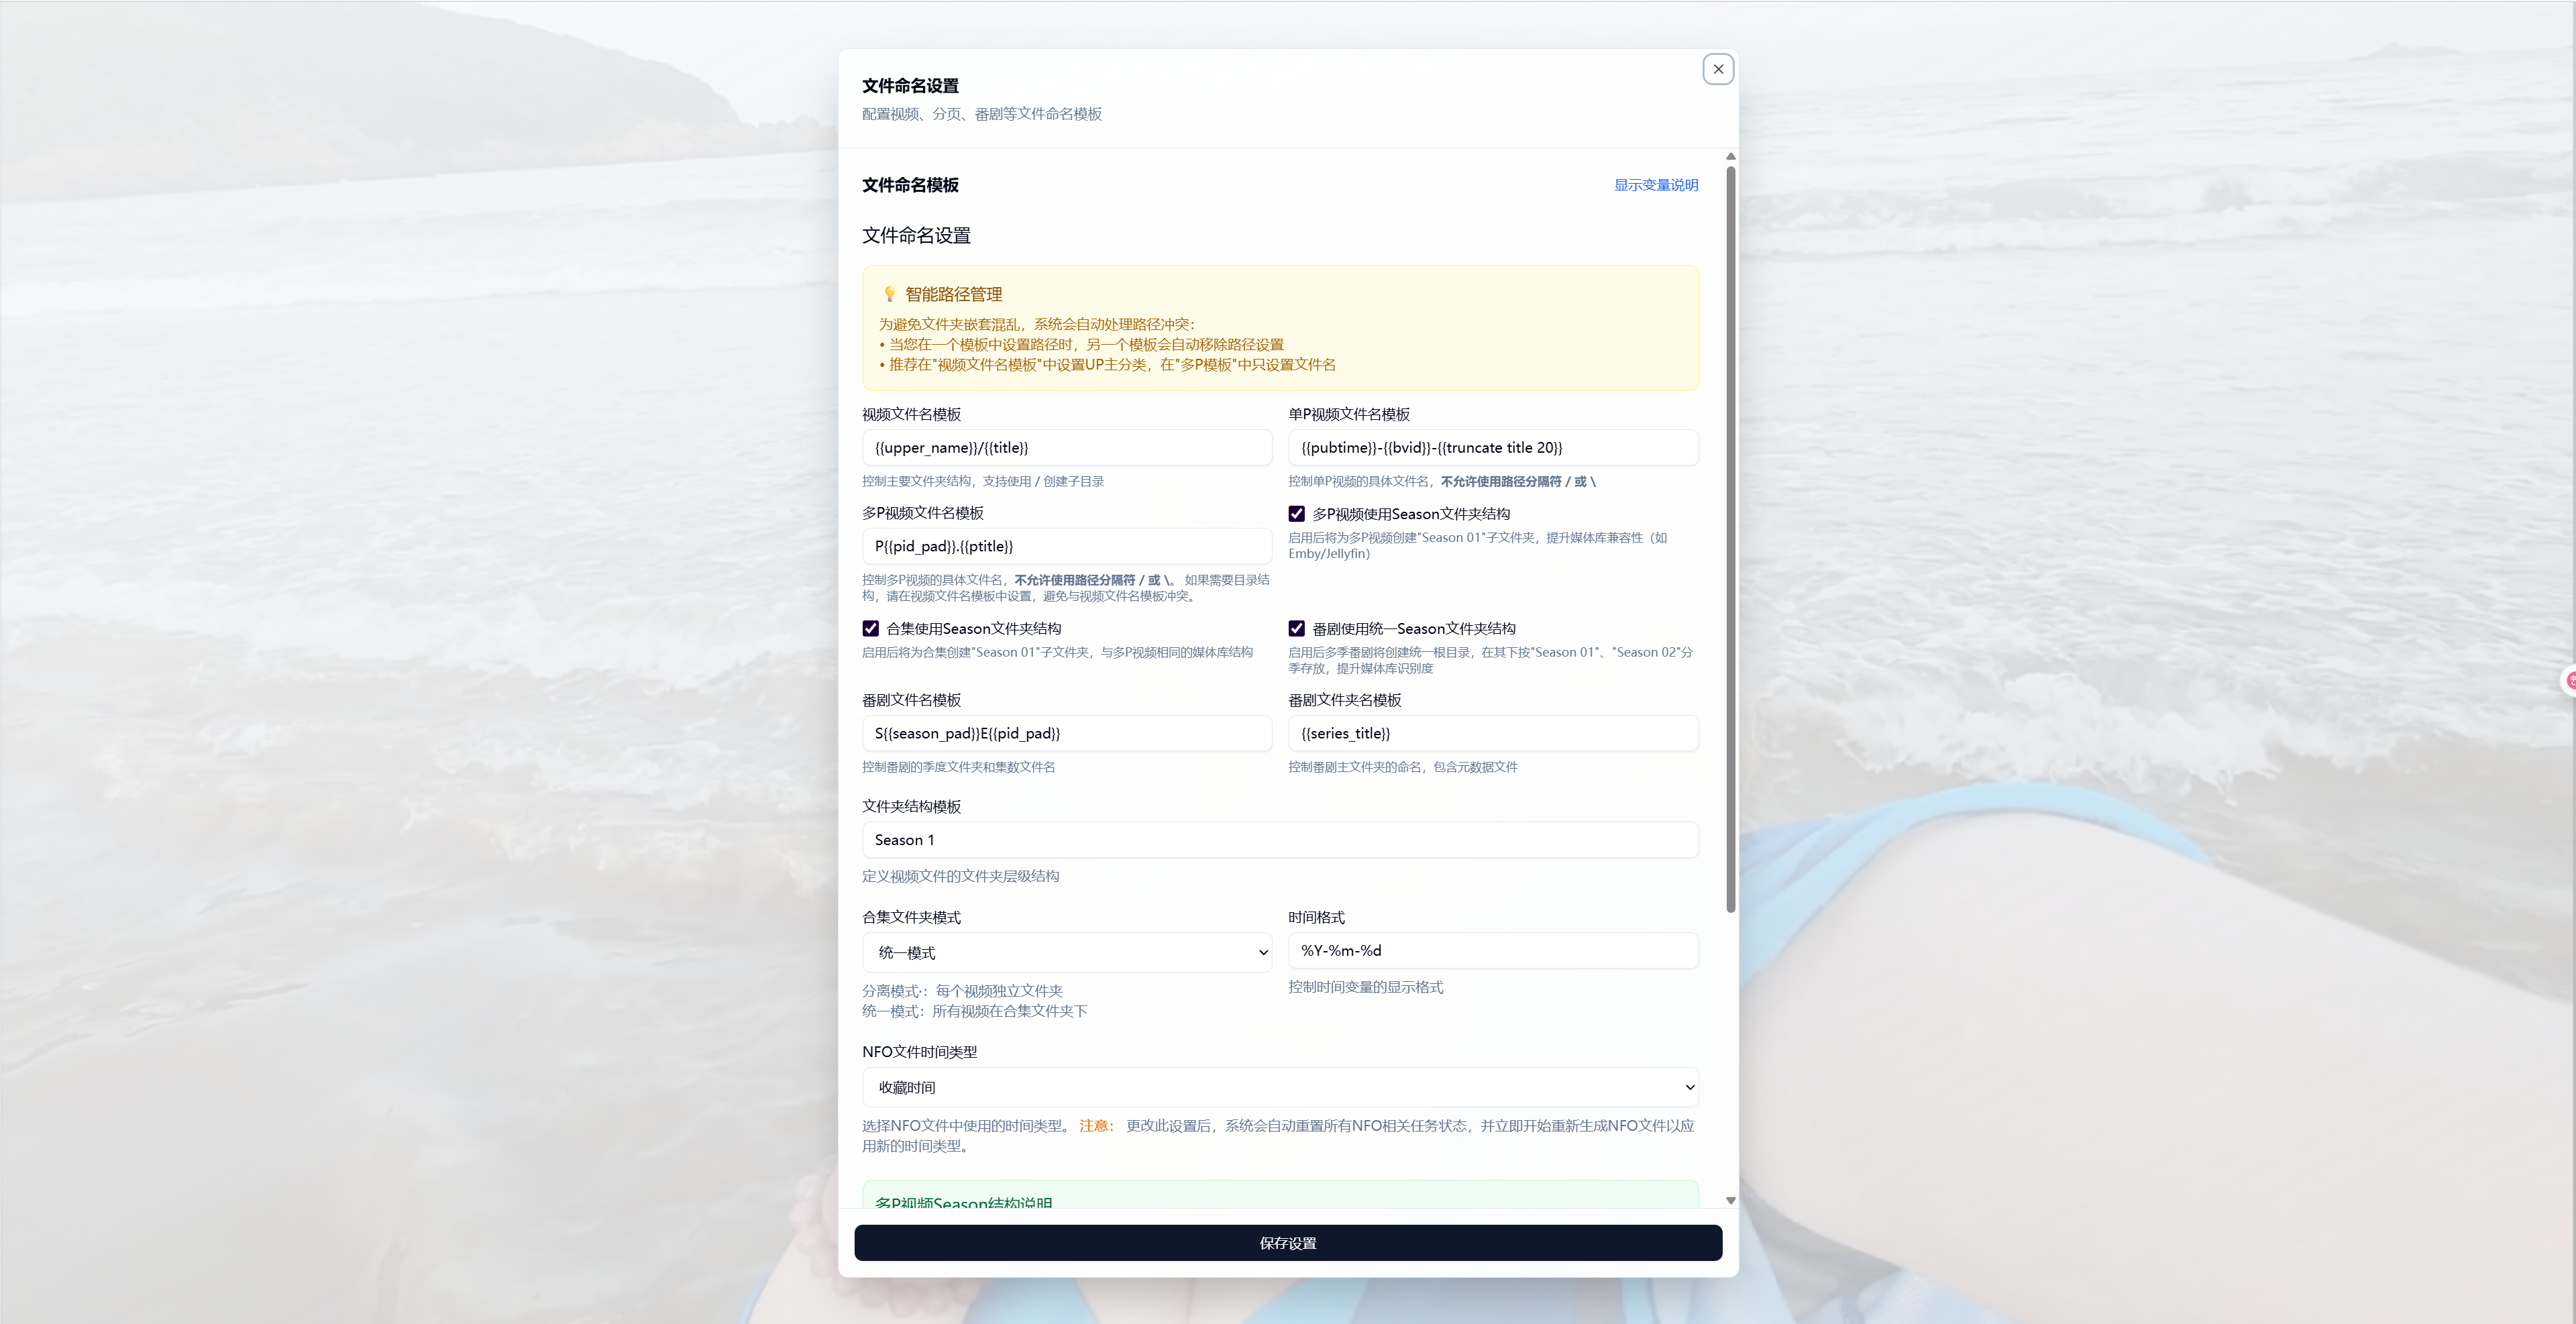 文件命名设置
配置视频、分页、番剧等文件命名模板
文件命名模板
显示变量说明
文件命名设置
💡 智能路径管理
为避免文件夹嵌套混乱，系统会自动处理路径冲突：
• 当您在一个模板中设置路径时，另一个模板会自动移除路径设置
• 推荐在"视频文件名模板"中设置UP主分类，在"多P模板"中只设置文件名
视频文件名模板
{{upper_name}}/{{title}}
控制主要文件夹结构，支持使用 / 创建子目录
单P视频文件名模板
{{pubtime}}-{{bvid}}-{{truncate title 20}}
控制单P视频的具体文件名，不允许使用路径分隔符 / 或 \
多P视频文件名模板
P{{pid_pad}}.{{ptitle}}
控制多P视频的具体文件名，不允许使用路径分隔符 / 或 \。 如果需要目录结
构，请在视频文件名模板中设置，避免与视频文件名模板冲突。
多P视频使用Season文件夹结构
启用后将为多P视频创建"Season 01"子文件夹，提升媒体库兼容性（如
Emby/Jellyfin）
合集使用Season文件夹结构
启用后将为合集创建"Season 01"子文件夹，与多P视频相同的媒体库结构
番剧使用统一Season文件夹结构
启用后多季番剧将创建统一根目录，在其下按"Season 01"、"Season 02"分
季存放，提升媒体库识别度
番剧文件名模板
S{{season_pad}}E{{pid_pad}}
控制番剧的季度文件夹和集数文件名
番剧文件夹名模板
{{series_title}}
控制番剧主文件夹的命名，包含元数据文件
文件夹结构模板
Season 1
定义视频文件的文件夹层级结构
合集文件夹模式
统一模式
分离模式·：每个视频独立文件夹
统一模式：所有视频在合集文件夹下
时间格式
%Y-%m-%d
控制时间变量的显示格式
NFO文件时间类型
收藏时间
选择NFO文件中使用的时间类型。 注意： 更改此设置后，系统会自动重置所有NFO相关任务状态，并立即开始重新生成NFO文件以应
用新的时间类型。
多P视频Season结构说明
保存设置